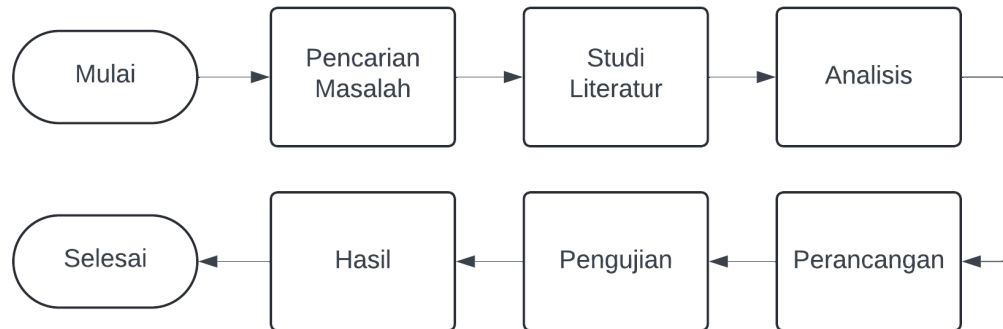 Mulai
Pencarian
Masalah
Studi
Literatur
Analisis
Perancangan
Pengujian
Hasil
Selesai